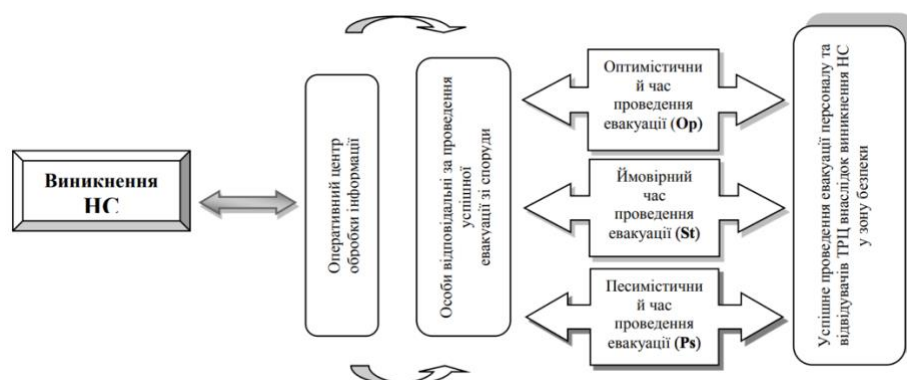 Виникнення
НС
Оперативний центр
обробки інформації
Особи відповідальні за проведення
успішної
евакуації зі споруди
Оптимістични
й час
проведення
евакуації (Op)
Ймовірний
час
проведення
евакуації (St)
Песимістични
й час
проведення
евакуації (Ps)
Успішне проведення евакуації персоналу та
відвідувачів ТРЦ внаслідок виникнення НС
у зону безпеки